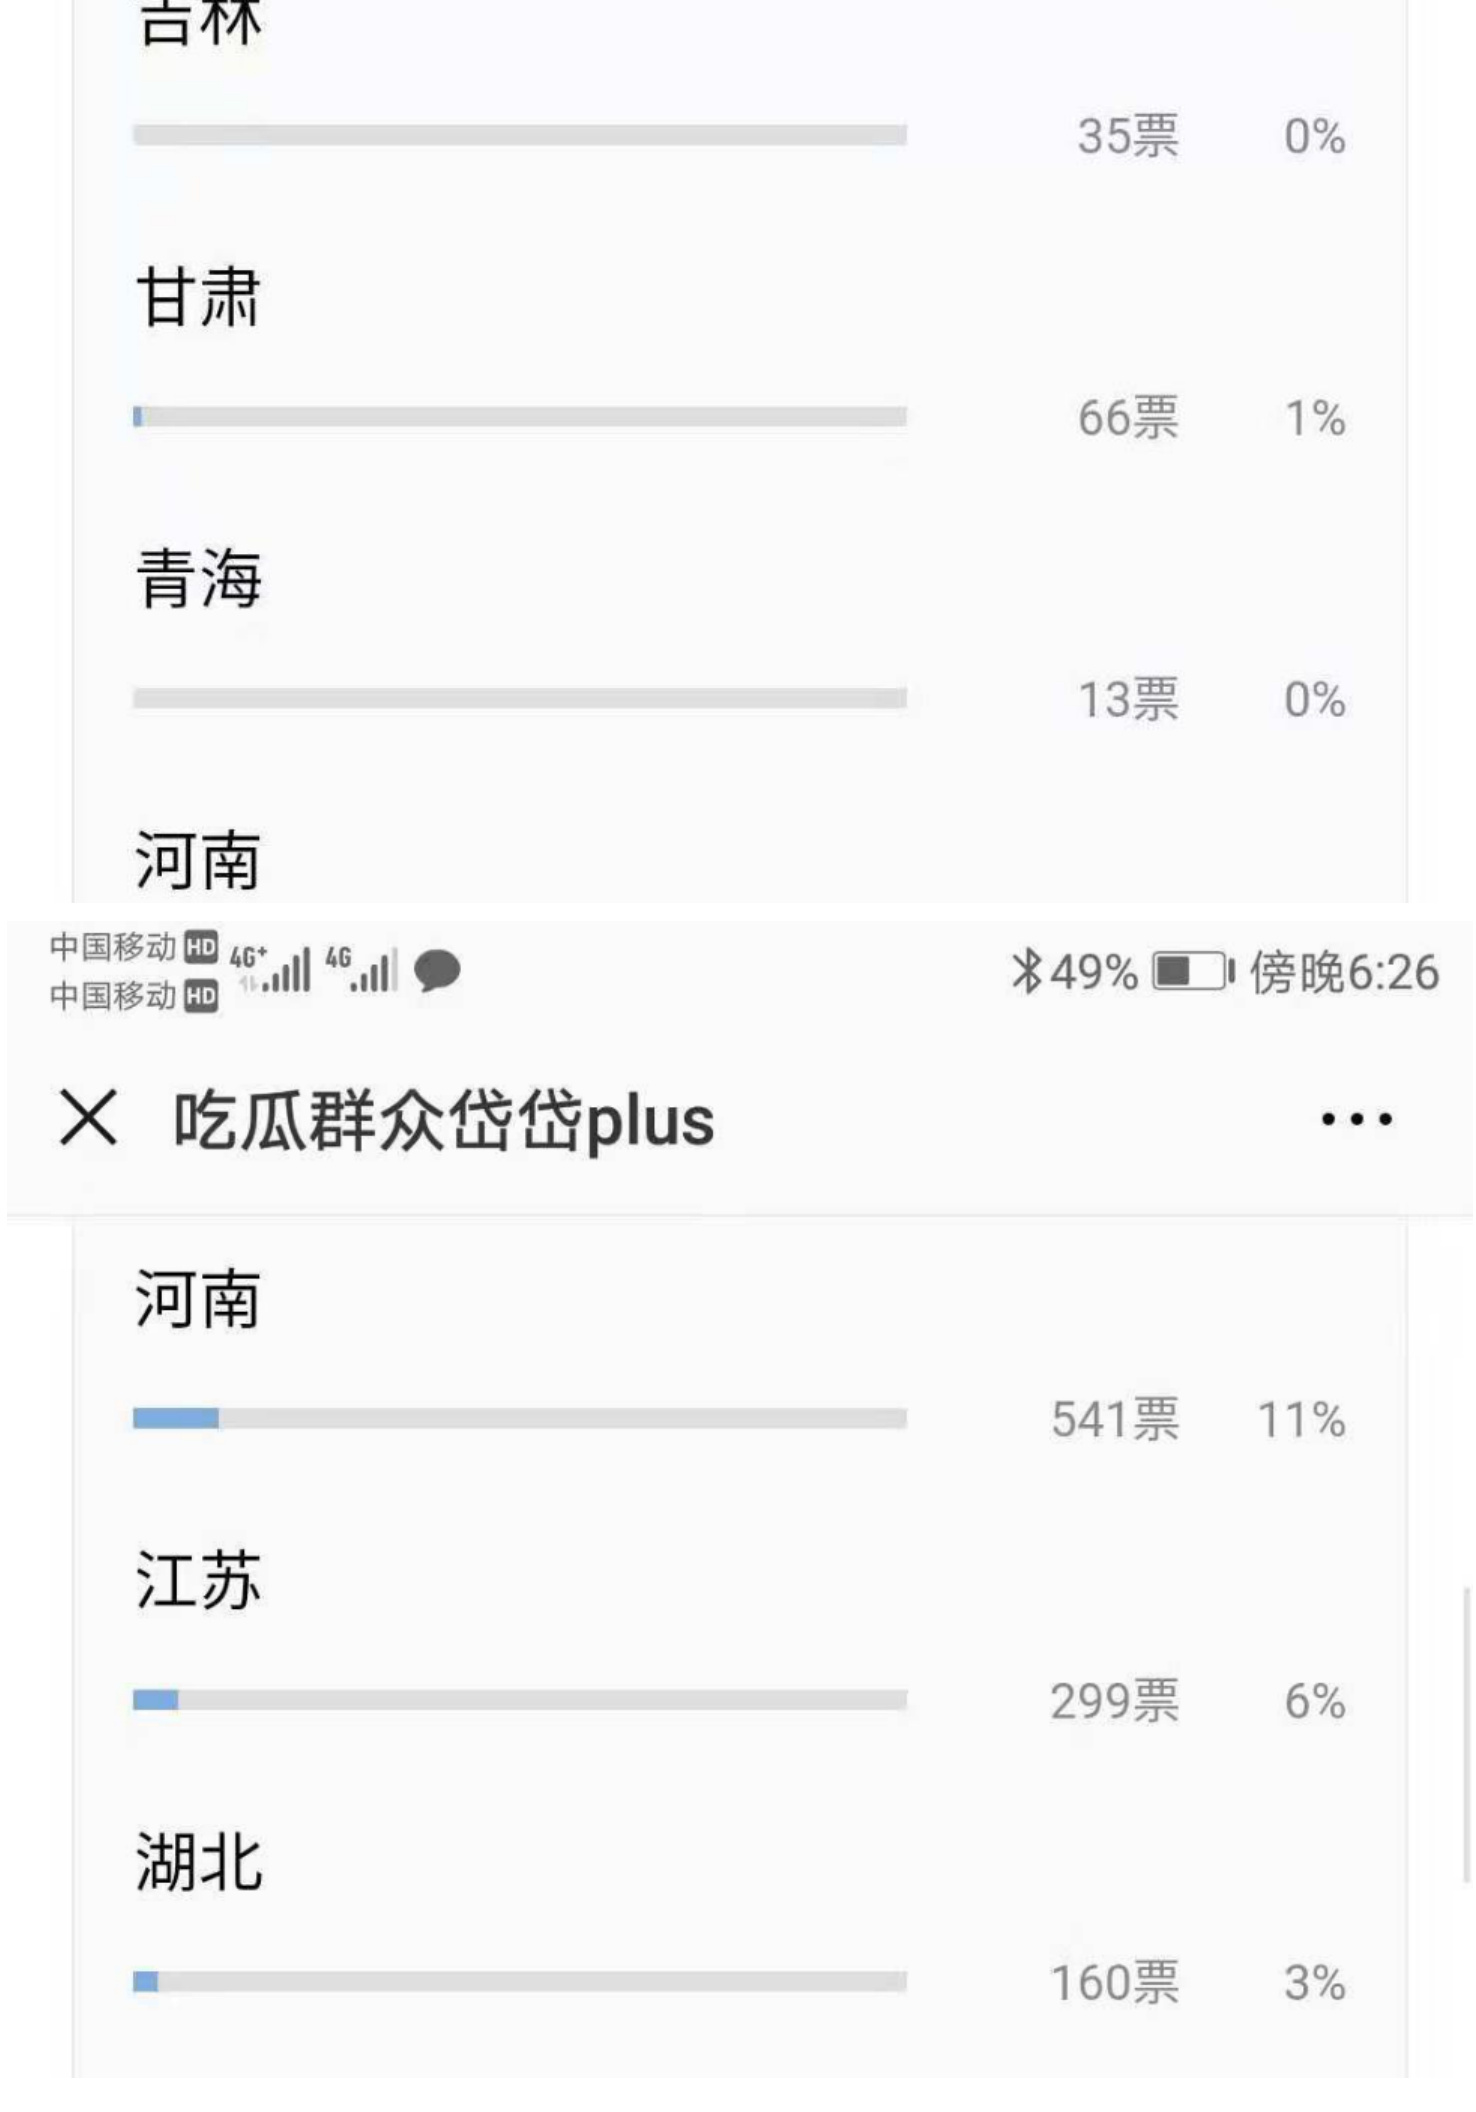 吉林
35票 0%
甘肃
66票 1%
青海
13票 0%
河南
中国移动 HD 4G+ 4G 49% 傍晚6:26
中国移动 HD
吃瓜群众岱岱plus
河南
541票 11%
江苏
299票 6%
湖北
160票 3%